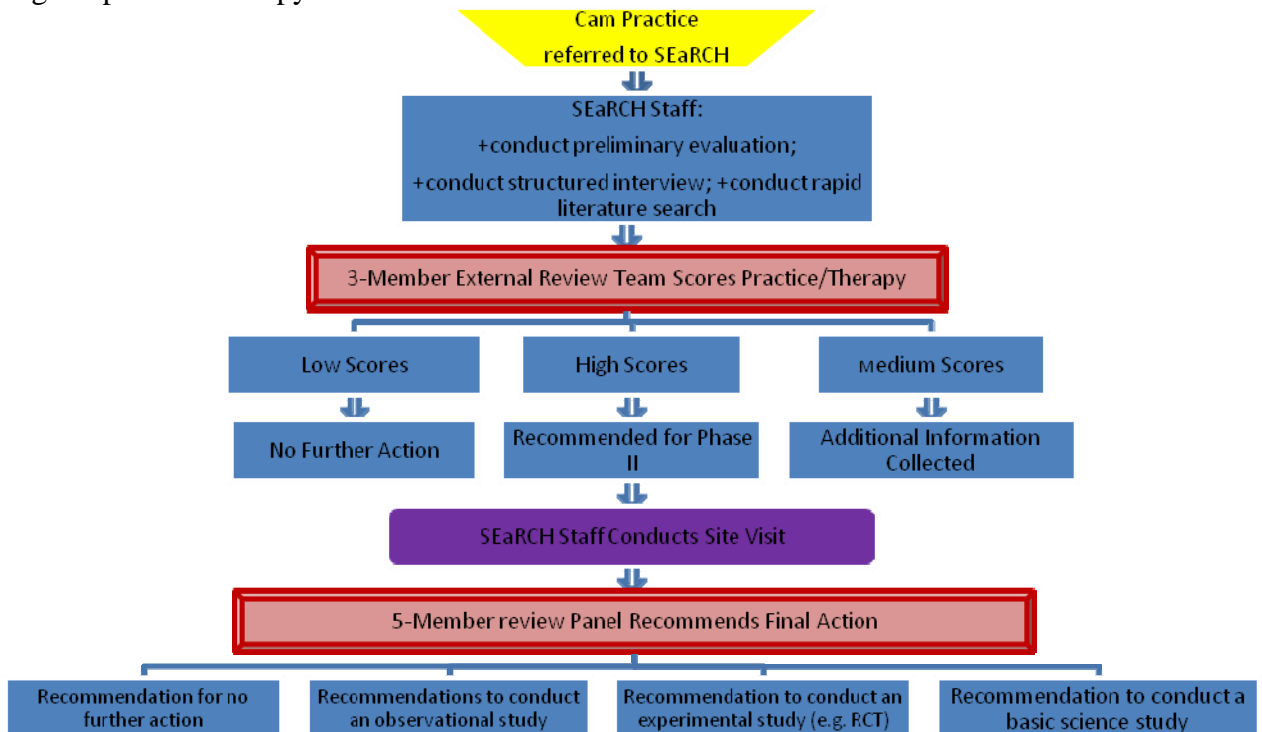 Cam Practice
referred to SEaRCH
SEaRCH Staff:
+conduct preliminary evaluation;
+conduct structured interview; +conduct rapid
literature search
3-Member External Review Team Scores Practice/Therapy
Low Scores
High Scores
Medium Scores
No Further Action
Recommended for Phase
II
Additional Information
Collected
SEaRCH Staff Conducts Site Visit
5-Member review Panel Recommends Final Action
Recommendation for no
further action
Recommendations to conduct
an observational study
Recommendation to conduct an
experimental study (e.g. RCT)
Recommendation to conduct a
basic science study